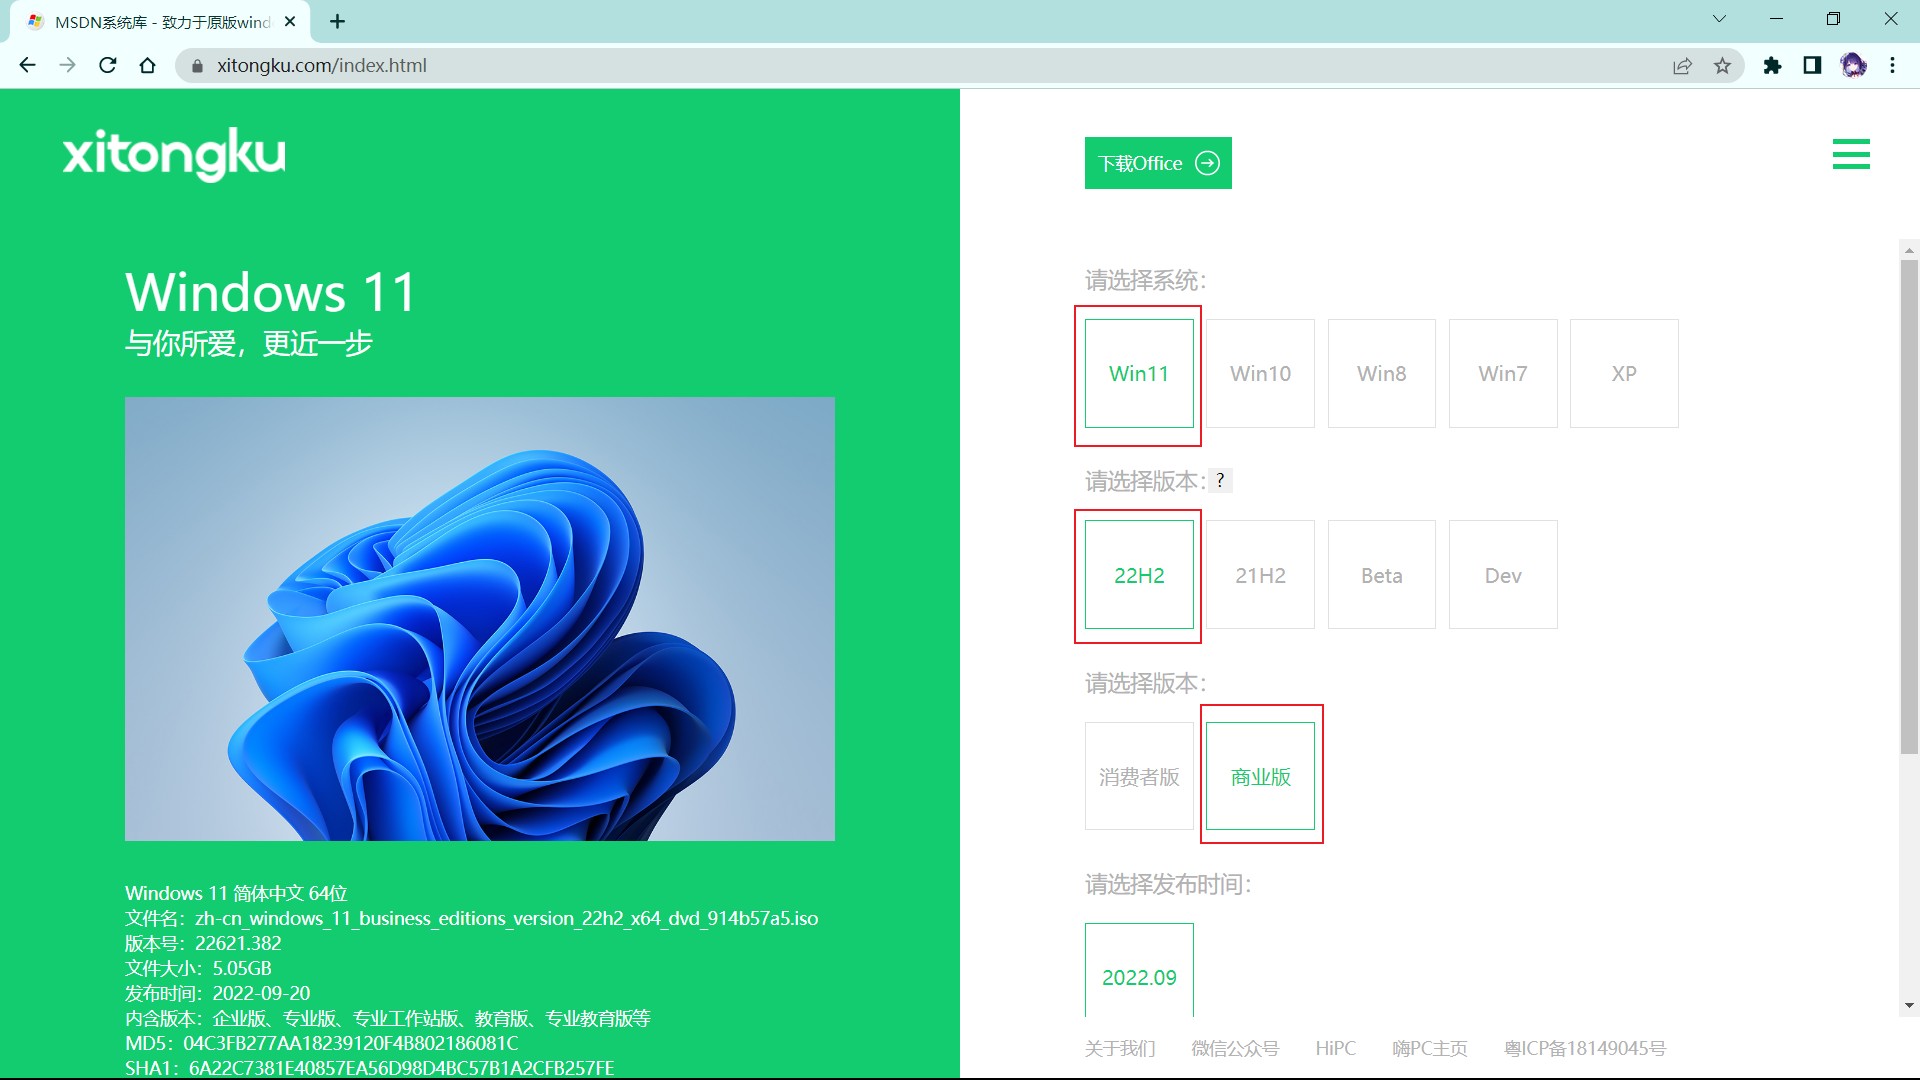 MSDN系统库 - 致力于原版wind
xitongku.com/index.html
xitongku
下载Office
Windows 11
与你所爱，更近一步
请选择系统：
Win11
Win10
Win8
Win7
XP
请选择版本：?
22H2
21H2
Beta
Dev
请选择版本：
消费者版
商业版
请选择发布时间：
2022.09
Windows 11 简体中文 64位
文件名：zh-cn_windows_11_business_editions_version_22h2_x64_dvd_914b57a5.iso
版本号：22621.382
文件大小：5.05GB
发布时间：2022-09-20
内含版本：企业版、专业版、专业工作站版、教育版、专业教育版等
MD5：04C3FB277AA18239120F4B802186081C
SHA1：6A22C7381E40857EA56D98D4BC57B1A2CFB257FE
关于我们
微信公众号
HiPC
嗨PC主页
粤ICP备18149045号